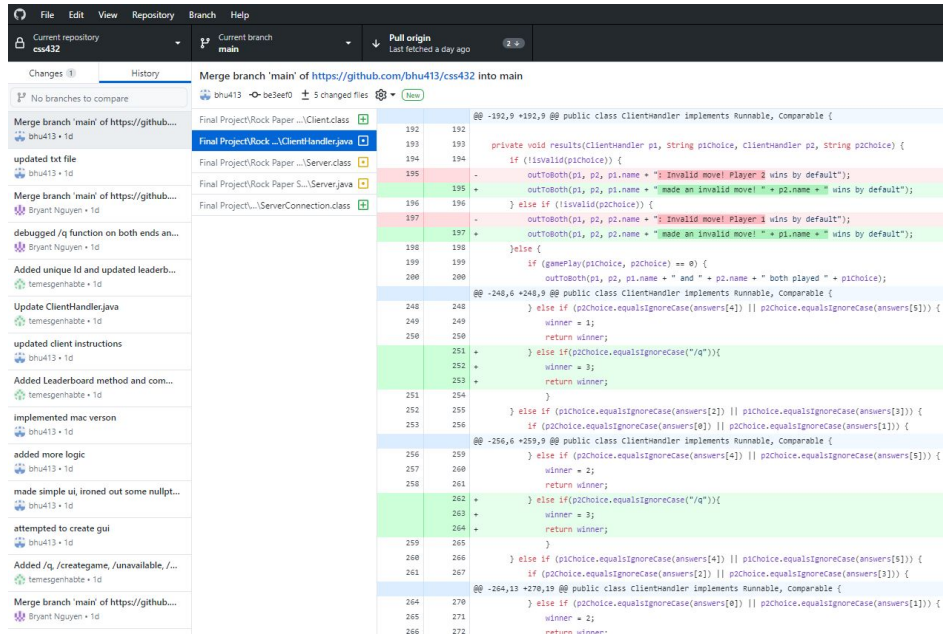 File Edit View Repository Branch Help
Current repository
css432
Current branch
main
Pull origin
Last fetched a day ago
2
Changes 1
History
No branches to compare
Merge branch 'main' of https://github....
bhu413 • 1d
updated txt file
bhu413 • 1d
Merge branch 'main' of https://github....
Bryant Nguyen • 1d
debugged /q function on both ends an...
Bryant Nguyen • 1d
Added unique Id and updated leaderb...
temesgenhabte • 1d
Update ClientHandler.java
temesgenhabte • 1d
updated client instructions
bhu413 • 1d
Added Leaderboard method and com...
temesgenhabte • 1d
implemented mac verson
bhu413 • 1d
added more logic
bhu413 • 1d
made simple ui, ironed out some nullpt...
bhu413 • 1d
attempted to create gui
bhu413 • 1d
Added /q, /creategame, /unavailable, /...
temesgenhabte • 1d
Merge branch 'main' of https://github....
Bryant Nguyen • 1d
Merge branch 'main' of https://github.com/bhu413/css432 into main
bhu413 be3eef0 5 changed files New
Final Project\Rock Paper ...\Client.class
Final Project\Rock ...\ClientHandler.java
Final Project\Rock Paper ...\Server.class
Final Project\Rock Paper S...\Server.java
Final Project\...\ServerConnection.class
@@ -192,9 +192,9 @@ public class ClientHandler implements Runnable, Comparable {
192 192
193 193 private void results(ClientHandler p1, String p1Choice, ClientHandler p2, String p2Choice) {
194 194 if (!isvalid(p1Choice)) {
195 - outToBoth(p1, p2, p1.name + ": Invalid move! Player 2 wins by default");
195 + outToBoth(p1, p2, p1.name + " made an invalid move! " + p2.name + " wins by default");
196 196 } else if (!isvalid(p2Choice)) {
197 - outToBoth(p1, p2, p2.name + ": Invalid move! Player 1 wins by default");
197 + outToBoth(p1, p2, p2.name + " made an invalid move! " + p1.name + " wins by default");
198 198 }else {
199 199 if (gamePlay(p1Choice, p2Choice) == 0) {
200 200 outToBoth(p1, p2, p1.name + " and " + p2.name + " both played " + p1Choice);
@@ -248,6 +248,9 @@ public class ClientHandler implements Runnable, Comparable {
248 248 } else if (p2Choice.equalsIgnoreCase(answers[4]) || p2Choice.equalsIgnoreCase(answers[5])) {
249 249 winner = 1;
250 250 return winner;
251 + } else if(p2Choice.equalsIgnoreCase("/q")){
252 + winner = 3;
253 + return winner;
251 254 }
252 255 } else if (p1Choice.equalsIgnoreCase(answers[2]) || p1Choice.equalsIgnoreCase(answers[3])) {
253 256 if (p2Choice.equalsIgnoreCase(answers[0]) || p2Choice.equalsIgnoreCase(answers[1])) {
@@ -256,6 +259,9 @@ public class ClientHandler implements Runnable, Comparable {
256 259 } else if (p2Choice.equalsIgnoreCase(answers[4]) || p2Choice.equalsIgnoreCase(answers[5])) {
257 260 winner = 2;
258 261 return winner;
262 + } else if(p2Choice.equalsIgnoreCase("/q")){
263 + winner = 3;
264 + return winner;
259 265 }
260 266 } else if (p1Choice.equalsIgnoreCase(answers[4]) || p1Choice.equalsIgnoreCase(answers[5])) {
261 267 if (p2Choice.equalsIgnoreCase(answers[2]) || p2Choice.equalsIgnoreCase(answers[3])) {
@@ -264,13 +270,19 @@ public class ClientHandler implements Runnable, Comparable {
264 270 } else if (p2Choice.equalsIgnoreCase(answers[0]) || p2Choice.equalsIgnoreCase(answers[1])) {
265 271 winner = 2;
266 272 return winner;